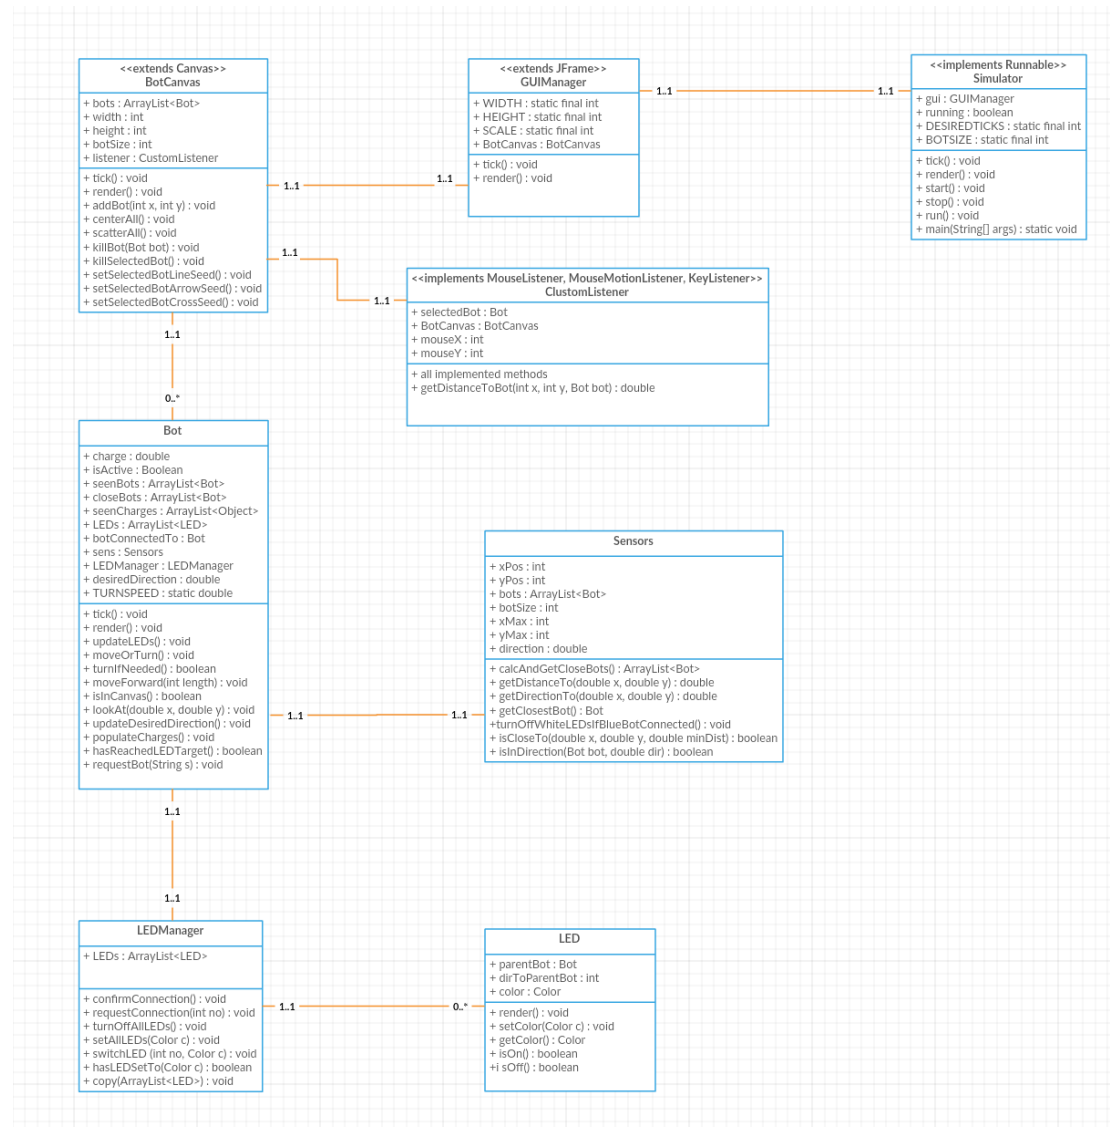 <<extends Canvas>>
BotCanvas
+ bots : ArrayList<Bot>
+ width : int
+ height : int
+ botSize : int
+ listener : CustomListener
+ tick() : void
+ render() : void
+ addBot(int x, int y) : void
+ centerAll() : void
+ scatterAll() : void
+ killBot(Bot bot) : void
+ killSelectedBot() : void
+ setSelectedBotLineSeed() : void
+ setSelectedBotArrowSeed() : void
+ setSelectedBotCrossSeed() : void
<<extends JFrame>>
GUIManager
+ WIDTH : static final int
+ HEIGHT : static final int
+ SCALE : static final int
+ BotCanvas : BotCanvas
+ tick() : void
+ render() : void
<<implements Runnable>>
Simulator
+ gui : GUIManager
+ running : boolean
+ DESIREDTICKS : static final int
+ BOTSIZE : static final int
+ tick() : void
+ render() : void
+ start() : void
+ stop() : void
+ run() : void
+ main(String[] args) : static void
1..1
1..1
1..1
1..1
1..1
1..1
<<implements MouseListener, MouseMotionListener, KeyListener>>
ClustomListener
+ selectedBot : Bot
+ BotCanvas : BotCanvas
+ mouseX : int
+ mouseY : int
+ all implemented methods
+ getDistanceToBot(int x, int y, Bot bot) : double
1..1
0..*
Bot
+ charge : double
+ isActive : Boolean
+ seenBots : ArrayList<Bot>
+ closeBots : ArrayList<Bot>
+ seenCharges : ArrayList<Object>
+ LEDs : ArrayList<LED>
+ botConnectedTo : Bot
+ sens : Sensors
+ LEDManager : LEDManager
+ desiredDirection : double
+ TURNSPEED : static double
+ tick() : void
+ render() : void
+ updateLEDs() : void
+ moveOrTurn() : void
+ turnIfNeeded() : boolean
+ moveForward(int length) : void
+ isInCanvas() : boolean
+ lookAt(double x, double y) : void
+ updateDesiredDirection() : void
+ populateCharges() : void
+ hasReachedLEDTarget() : boolean
+ requestBot(String s) : void
1..1
1..1
Sensors
+ xPos : int
+ yPos : int
+ bots : ArrayList<Bot>
+ botSize : int
+ xMax : int
+ yMax : int
+ direction : double
+ calcAndGetCloseBots() : ArrayList<Bot>
+ getDistanceTo(double x, double y) : double
+ getDirectionTo(double x, double y) : double
+ getClosestBot() : Bot
+turnOffWhiteLEDsIfBlueBotConnected() : void
+ isCloseTo(double x, double y, double minDist) : boolean
+ isInDirection(Bot bot, double dir) : boolean
1..1
1..1
LEDManager
+ LEDs : ArrayList<LED>
+ confirmConnection() : void
+ requestConnection(int no) : void
+ turnOffAllLEDs() : void
+ setAllLEDs(Color c) : void
+ switchLED (int no, Color c) : void
+ hasLEDSetTo(Color c) : boolean
+ copy(ArrayList<LED>) : void
1..1
0..*
LED
+ parentBot : Bot
+ dirToParentBot : int
+ color : Color
+ render() : void
+ setColor(Color c) : void
+ getColor() : Color
+ isOn() : boolean
+i sOff() : boolean